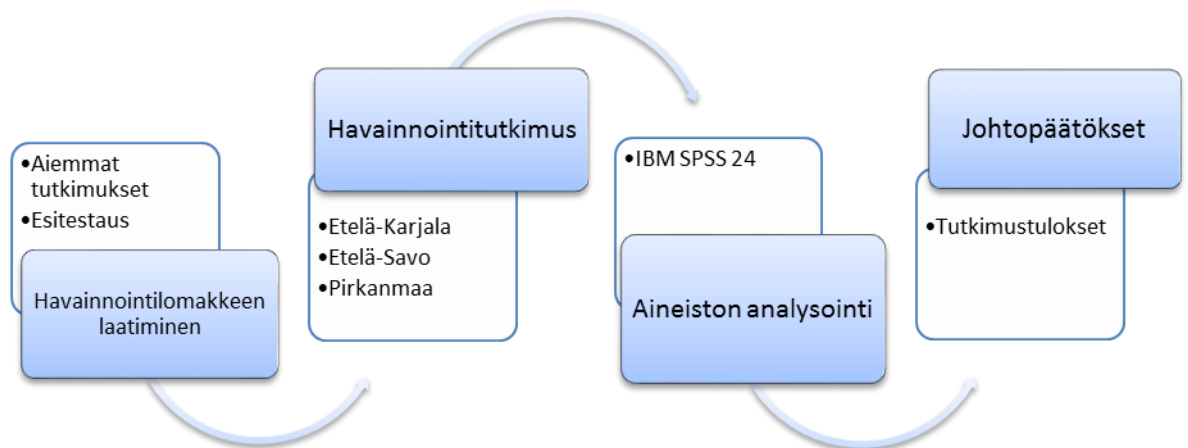 •Aiemmat
tutkimukset
•Esitestaus
Havainnointilomakkeen
laatiminen
Havainnointitutkimus
•Etelä-Karjala
•Etelä-Savo
•Pirkanmaa
•IBM SPSS 24
Aineiston analysointi
Johtopäätökset
•Tutkimustulokset